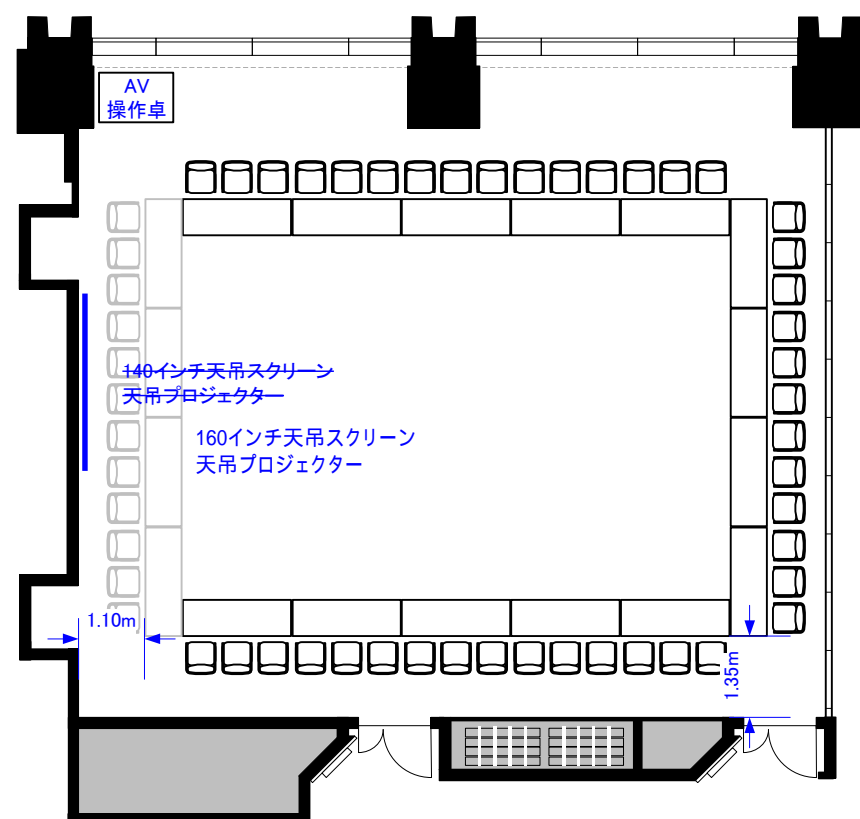 AV
操作卓
140インチ天吊スクリーン
天吊プロジェクター
160インチ天吊スクリーン
天吊プロジェクター
1.10m
1.35m